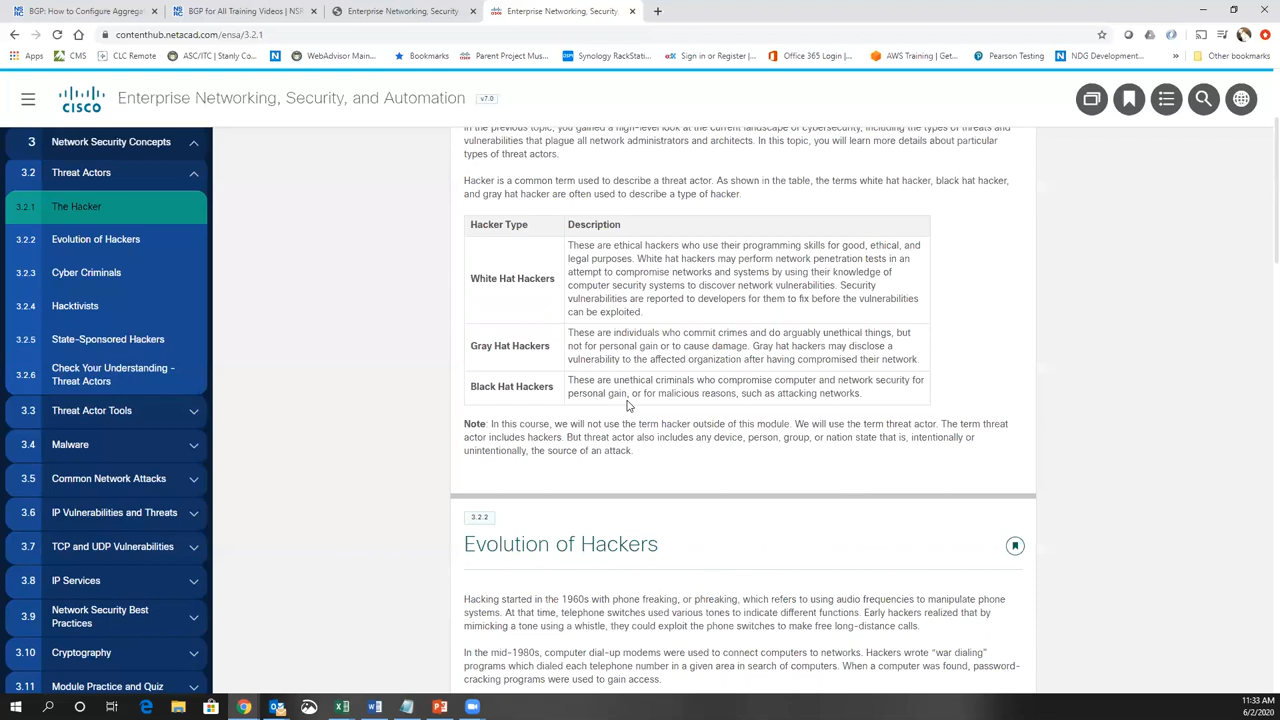 BGP: How to Configure Aggrega
BGP for All Training Videos | NSR
Enterprise Networking, Security,
Enterprise Networking, Security,
contenthub.netacad.com/ensa/3.2.1
Apps
CMS
CLC Remote
ASC/ITC | Stanly Co...
WebAdvisor Main...
Bookmarks
Parent Project Mus...
Synology RackStati...
Sign in or Register |...
Office 365 Login |...
AWS Training | Get...
Pearson Testing
NDG Development...
»
Other bookmarks
CISCO
Enterprise Networking, Security, and Automation
v7.0
3 Network Security Concepts
3.2 Threat Actors
3.2.1 The Hacker
3.2.2 Evolution of Hackers
3.2.3 Cyber Criminals
3.2.4 Hacktivists
3.2.5 State-Sponsored Hackers
3.2.6 Check Your Understanding -
Threat Actors
3.3 Threat Actor Tools
3.4 Malware
3.5 Common Network Attacks
3.6 IP Vulnerabilities and Threats
3.7 TCP and UDP Vulnerabilities
3.8 IP Services
3.9 Network Security Best
Practices
3.10 Cryptography
3.11 Module Practice and Quiz
In the previous topic, you gained a high-level look at the current landscape of cybersecurity, including the types of threats and
vulnerabilities that plague all network administrators and architects. In this topic, you will learn more details about particular
types of threat actors.
Hacker is a common term used to describe a threat actor. As shown in the table, the terms white hat hacker, black hat hacker,
and gray hat hacker are often used to describe a type of hacker.
Hacker Type
Description
White Hat Hackers
These are ethical hackers who use their programming skills for good, ethical, and
legal purposes. White hat hackers may perform network penetration tests in an
attempt to compromise networks and systems by using their knowledge of
computer security systems to discover network vulnerabilities. Security
vulnerabilities are reported to developers for them to fix before the vulnerabilities
can be exploited.
Gray Hat Hackers
These are individuals who commit crimes and do arguably unethical things, but
not for personal gain or to cause damage. Gray hat hackers may disclose a
vulnerability to the affected organization after having compromised their network.
Black Hat Hackers
These are unethical criminals who compromise computer and network security for
personal gain, or for malicious reasons, such as attacking networks.
Note: In this course, we will not use the term hacker outside of this module. We will use the term threat actor. The term threat
actor includes hackers. But threat actor also includes any device, person, group, or nation state that is, intentionally or
unintentionally, the source of an attack.
3.2.2
Evolution of Hackers
Hacking started in the 1960s with phone freaking, or phreaking, which refers to using audio frequencies to manipulate phone
systems. At that time, telephone switches used various tones to indicate different functions. Early hackers realized that by
mimicking a tone using a whistle, they could exploit the phone switches to make free long-distance calls.
In the mid-1980s, computer dial-up modems were used to connect computers to networks. Hackers wrote "war dialing"
programs which dialed each telephone number in a given area in search of computers. When a computer was found, password-
cracking programs were used to gain access.
11:33 AM
6/2/2020